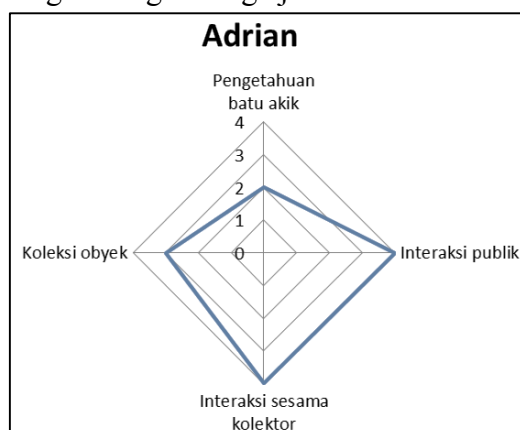 Adrian
Pengetahuan
batu akik
4
3
2
1
0
Koleksi obyek
Interaksi publik
Interaksi sesama
kolektor